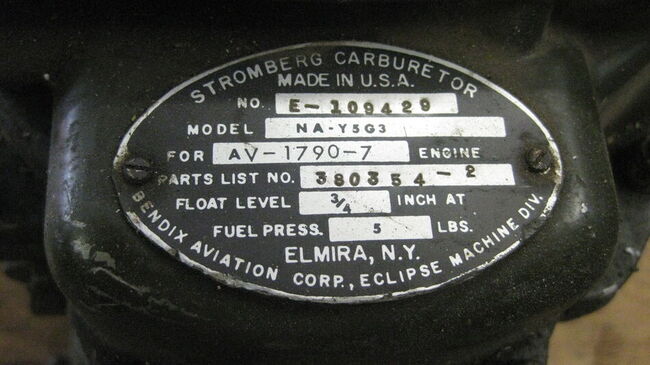 STROMBERG CARBURETOR
MADE IN U.S.A.
NO. E-109429
MODEL NA-Y5G3
FOR AV-1790-7 ENGINE
PARTS LIST NO. 380354-2
FLOAT LEVEL 3/4 INCH AT
FUEL PRESS. 5 LBS.
ELMIRA, N.Y.
BENDIX AVIATION CORP., ECLIPSE MACHINE DIV.